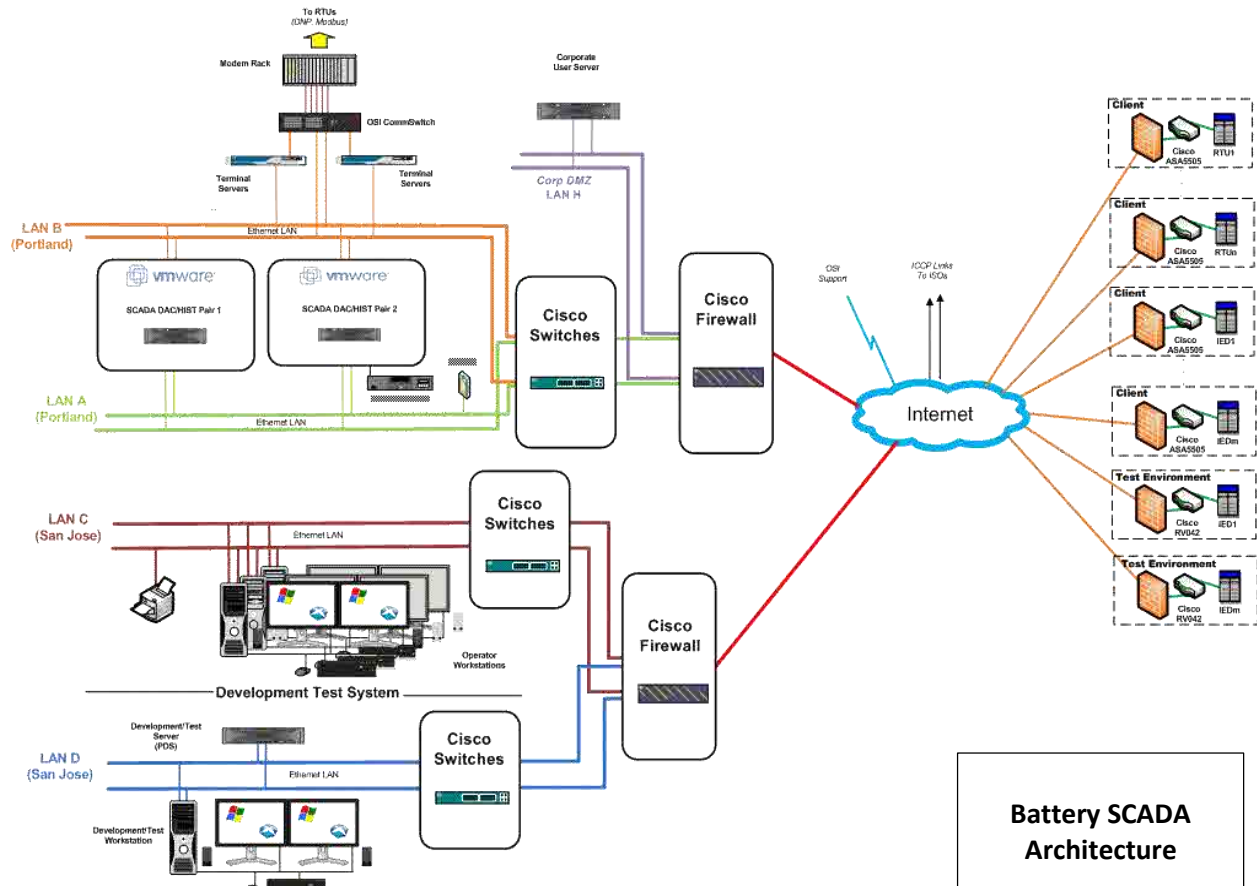 To RTUs
(DNP, Modbus)
Modem Rack
OSI CommSwitch
Terminal
Servers
Terminal
Servers
Corporate
User Server
Corp DMZ
LAN H
LAN B
(Portland)
Ethernet LAN
vmware
SCADA DAC/HIST Pair 1
vmware
SCADA DAC/HIST Pair 2
LAN A
(Portland)
Ethernet LAN
Cisco
Switches
Cisco
Firewall
OSI
Support
ICCP Links
To ISOs
Internet
Client
Cisco
ASA5505
RTU1
Client
Cisco
ASA5505
RTUn
Client
Cisco
ASA5505
IED1
Client
Cisco
ASA5505
IEDm
Test Environment
Cisco
RV042
IED1
Test Environment
Cisco
RV042
IEDm
LAN C
(San Jose)
Ethernet LAN
Cisco
Switches
Operator
Workstations
Cisco
Firewall
Development Test System
Development/Test
Server
(PDS)
LAN D
(San Jose)
Ethernet LAN
Cisco
Switches
Development/Test
Workstation
Battery SCADA
Architecture